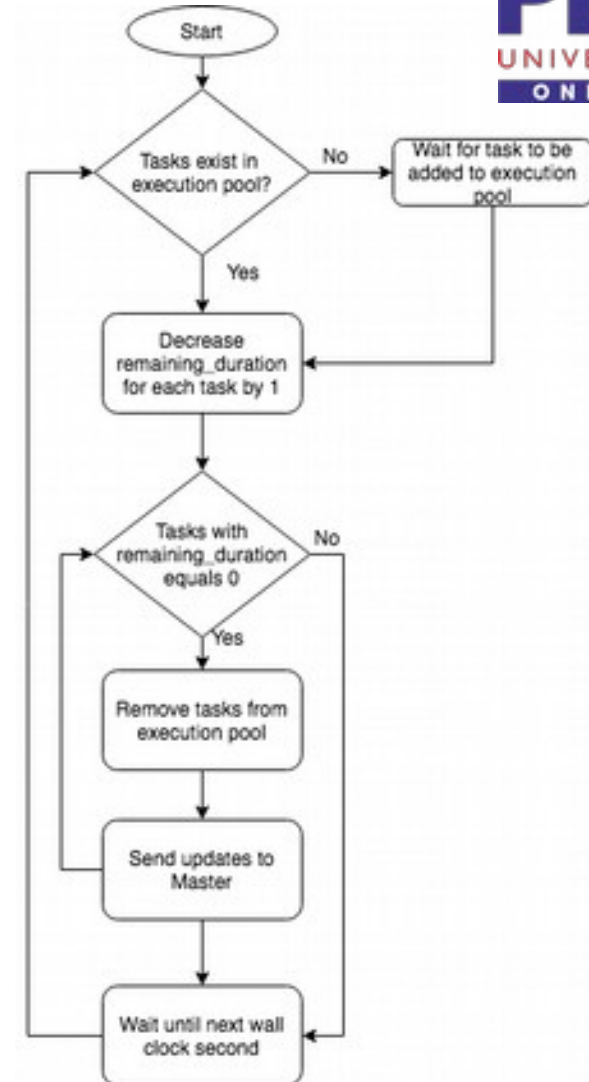 Start
UNIVE
ONI
Tasks exist in
execution pool?
No
Wait for task to be
added to execution
pool
Yes
Decrease
remaining_duration
for each task by 1
Tasks with
remaining_duration
equals 0
No
Yes
Remove tasks from
execution pool
Send updates to
Master
Wait until next wall
clock second